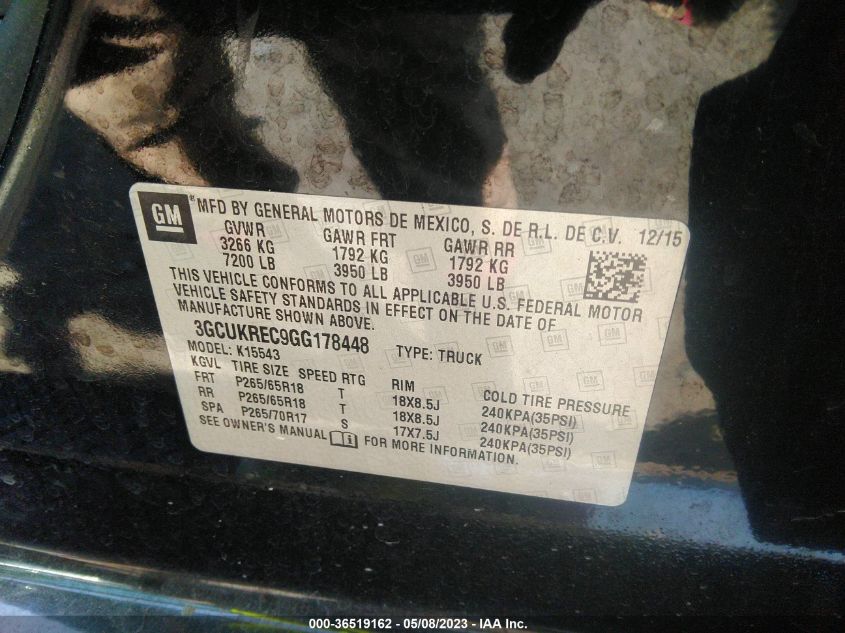 GM ® MFD BY GENERAL MOTORS DE MEXICO, S. DE R.L. DE C.V. 12/15
GVWR GAWR FRT GAWR RR
3266 KG 1792 KG 1792 KG
7200 LB 3950 LB 3950 LB
THIS VEHICLE CONFORMS TO ALL APPLICABLE U.S. FEDERAL MOTOR
VEHICLE SAFETY STANDARDS IN EFFECT ON THE DATE OF
MANUFACTURE SHOWN ABOVE.
3GCUKREC9GG178448 TYPE: TRUCK
MODEL: K15543
KGVL TIRE SIZE SPEED RTG RIM COLD TIRE PRESSURE
FRT P265/65R18 T 18X8.5J 240KPA(35PSI)
RR P265/65R18 T 18X8.5J 240KPA(35PSI)
SPA P265/70R17 S 17X7.5J 240KPA(35PSI)
SEE OWNER'S MANUAL FOR MORE INFORMATION.
000-36519162 - 05/08/2023 - IAA Inc.